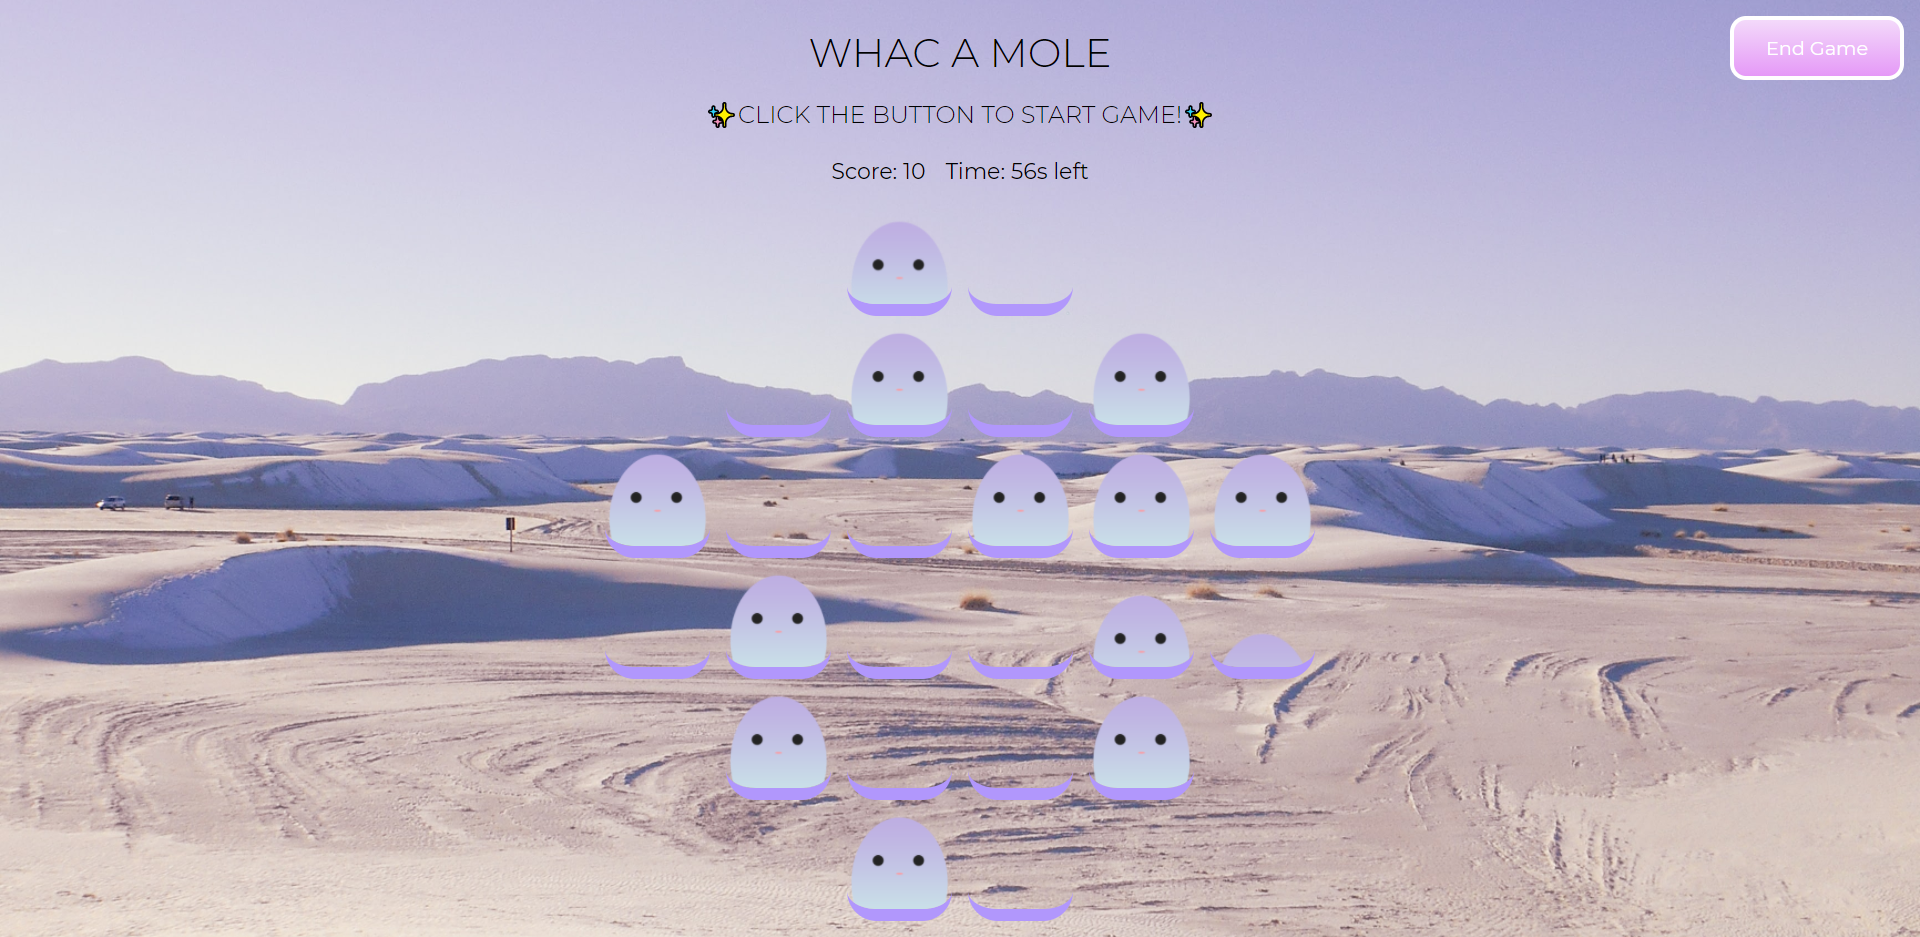 WHAC A MOLE
End Game
✨CLICK THE BUTTON TO START GAME!✨
Score: 10 Time: 56s left